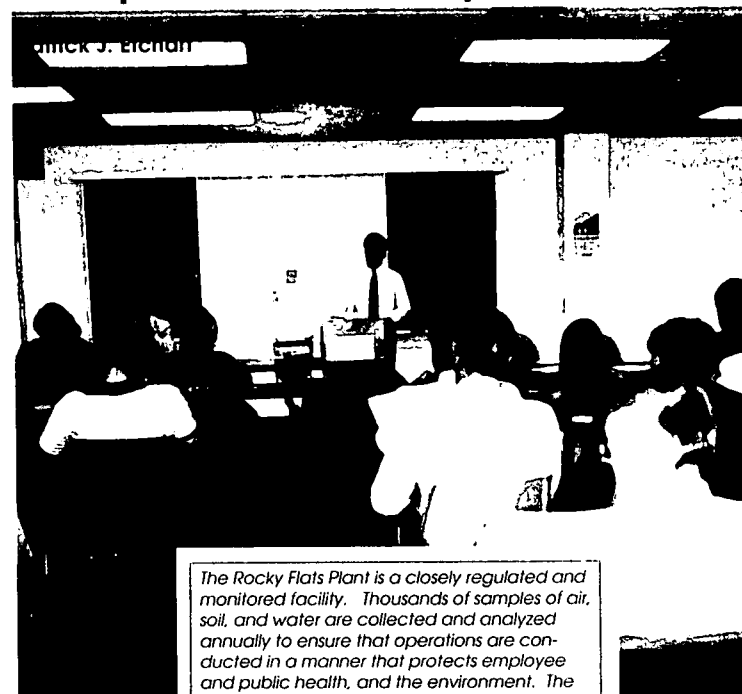 J.
The Rocky Flats Plant is a closely regulated and
monitored facility. Thousands of samples of air,
soil, and water are collected and analyzed
annually to ensure that operations are con-
ducted in a manner that protects employee
and public health, and the environment. The